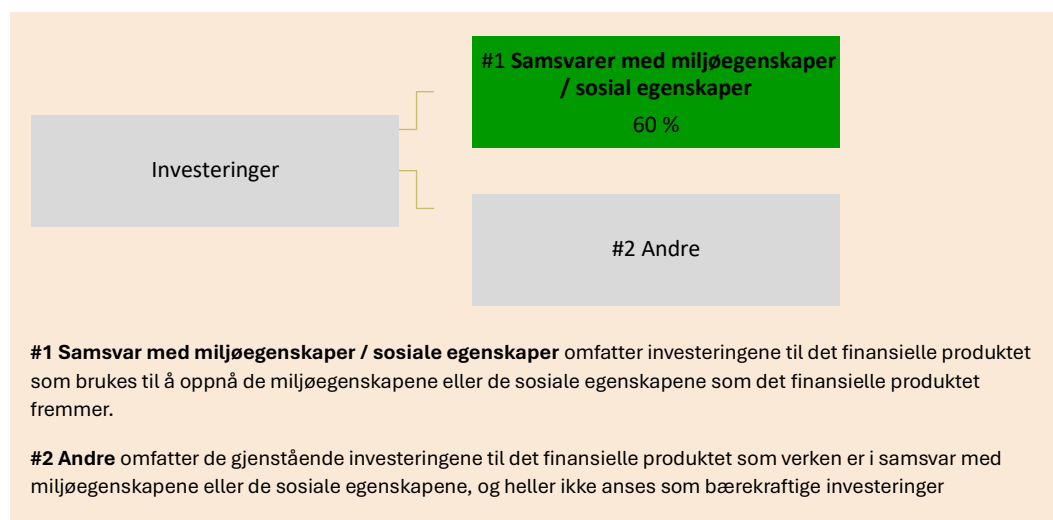 #1 Samsvarer med miljøegenskaper
/ sosial egenskaper
60 %
Investeringer
#2 Andre
#1 Samsvar med miljøegenskaper / sosiale egenskaper omfatter investeringene til det finansielle produktet
som brukes til å oppnå de miljøegenskapene eller de sosiale egenskapene som det finansielle produktet
fremmer.
#2 Andre omfatter de gjenstående investeringene til det finansielle produktet som verken er i samsvar med
miljøegenskapene eller de sosiale egenskapene, og heller ikke anses som bærekraftige investeringer